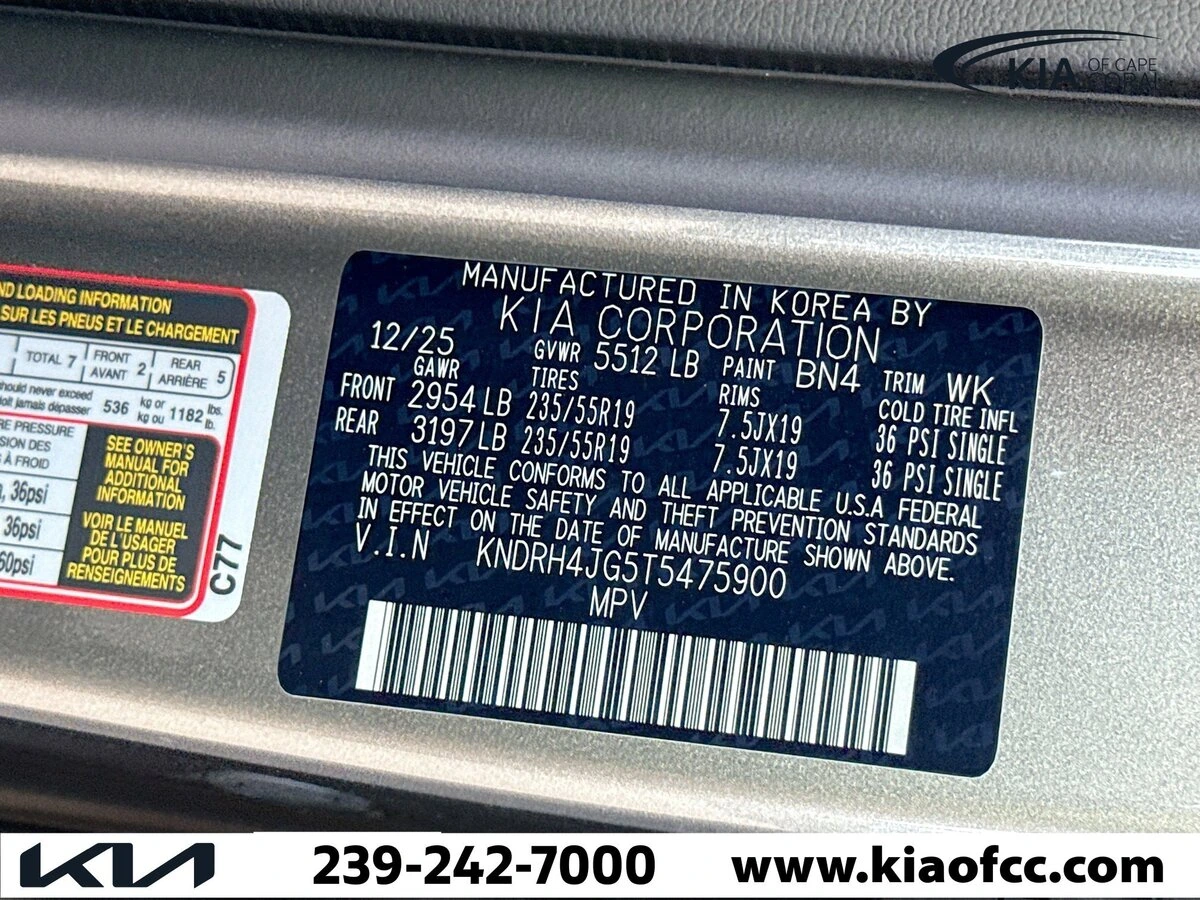 KIA OF CAPE CORAL
ND LOADING INFORMATION
SUR LES PNEUS ET LE CHARGEMENT
TOTAL 7 FRONT AVANT 2 REAR ARRIÈRE 5
should never exceed
doit jamais dépasser 536 kg or kg ou 1182 lbs. lb.
RE PRESSURE
SION DES
À FROID
36psi
36psi
60psi
SEE OWNER'S
MANUAL FOR
ADDITIONAL
INFORMATION
VOIR LE MANUEL
DE L'USAGER
POUR PLUS DE
RENSEIGNEMENTS
C77
MANUFACTURED IN KOREA BY
KIA CORPORATION
12/25 GVWR 5512 LB PAINT BN4 TRIM WK
GAWR TIRES RIMS COLD TIRE INFL
FRONT 2954 LB 235/55R19 7.5JX19 36 PSI SINGLE
REAR 3197 LB 235/55R19 7.5JX19 36 PSI SINGLE
THIS VEHICLE CONFORMS TO ALL APPLICABLE U.S.A FEDERAL
MOTOR VEHICLE SAFETY AND THEFT PREVENTION STANDARDS
IN EFFECT ON THE DATE OF MANUFACTURE SHOWN ABOVE.
V.I.N KNDRH4JG5T5475900
MPV
KIA 239-242-7000 www.kiaofcc.com